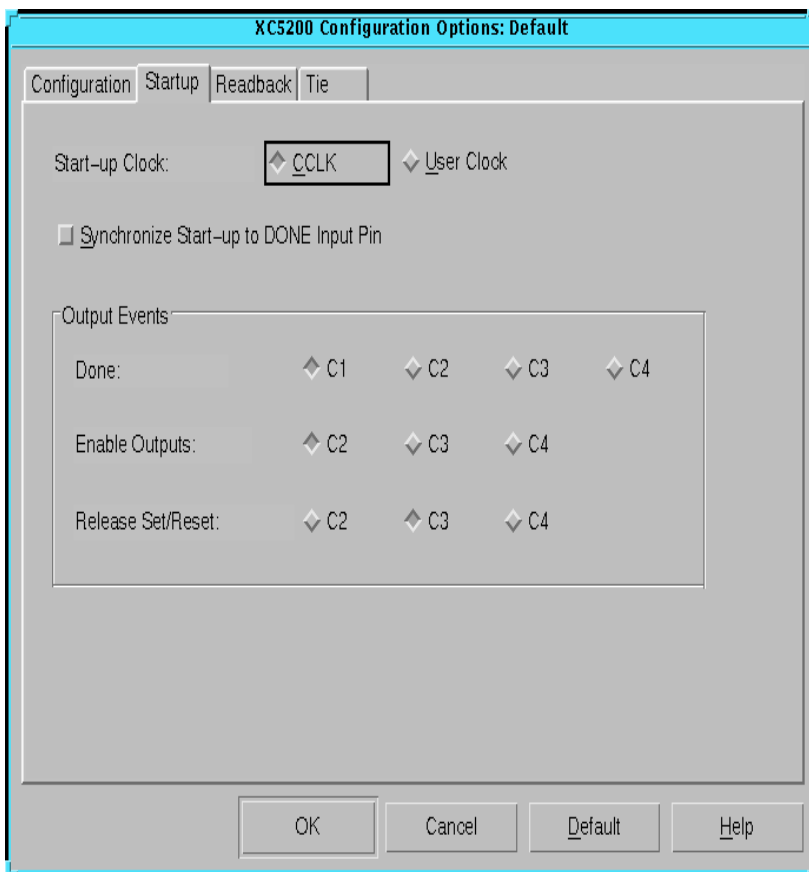 XC5200 Configuration Options: Default
Configuration Startup Readback Tie
Start-up Clock: CCLK User Clock
Synchronize Start-up to DONE Input Pin
Output Events
Done: C1 C2 C3 C4
Enable Outputs: C2 C3 C4
Release Set/Reset: C2 C3 C4
OK Cancel Default Help